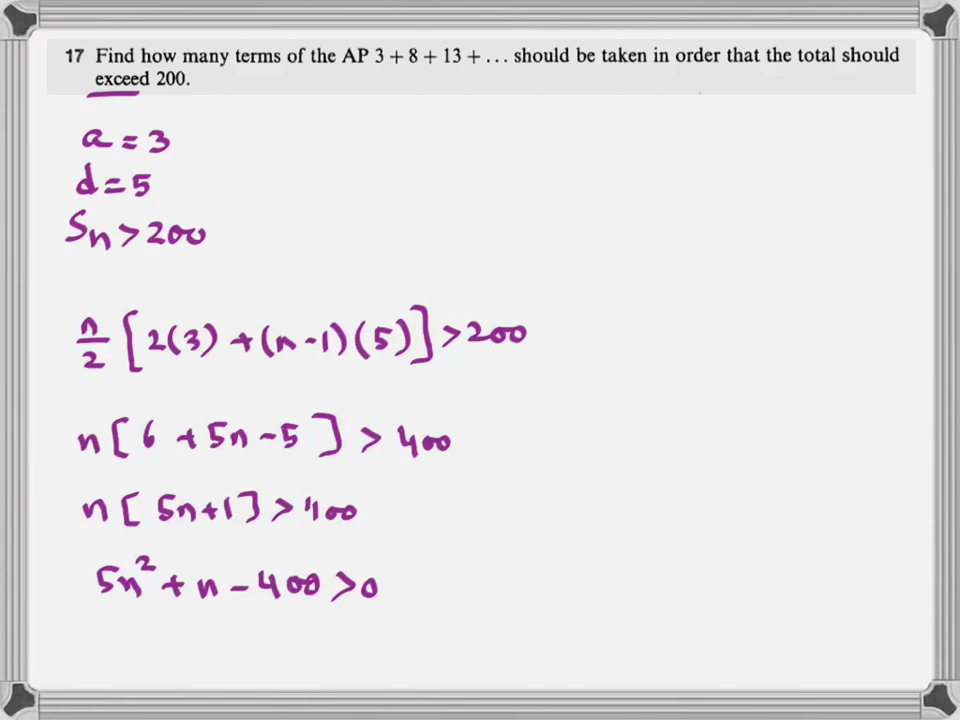 17 Find how many terms of the AP 3 + 8 + 13 + ... should be taken in order that the total should
exceed 200.
a = 3
d = 5
Sn > 200
n/2 [2(3) + (n-1)(5)] > 200
n[6 + 5n - 5] > 400
n[5n+1] > 400
5n² + n - 400 > 0